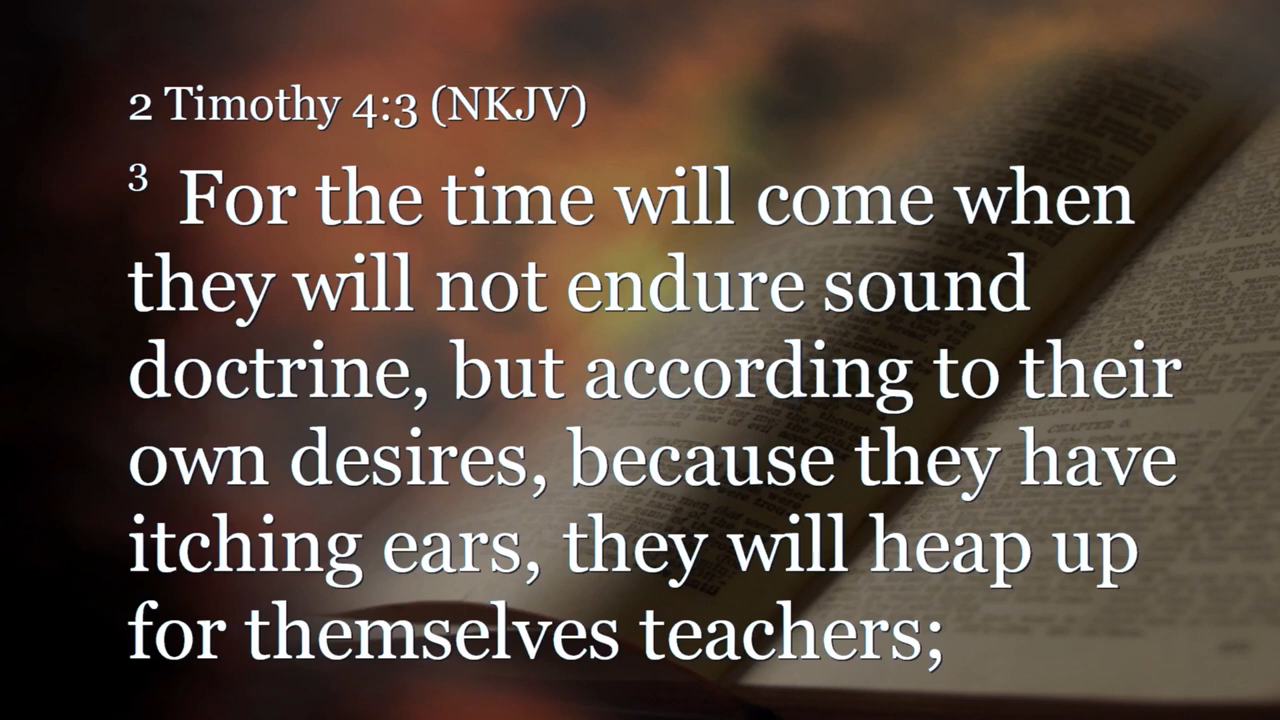 2 Timothy 4:3 (NKJV)
3 For the time will come when
they will not endure sound
doctrine, but according to their
own desires, because they have
itching ears, they will heap up
for themselves teachers;